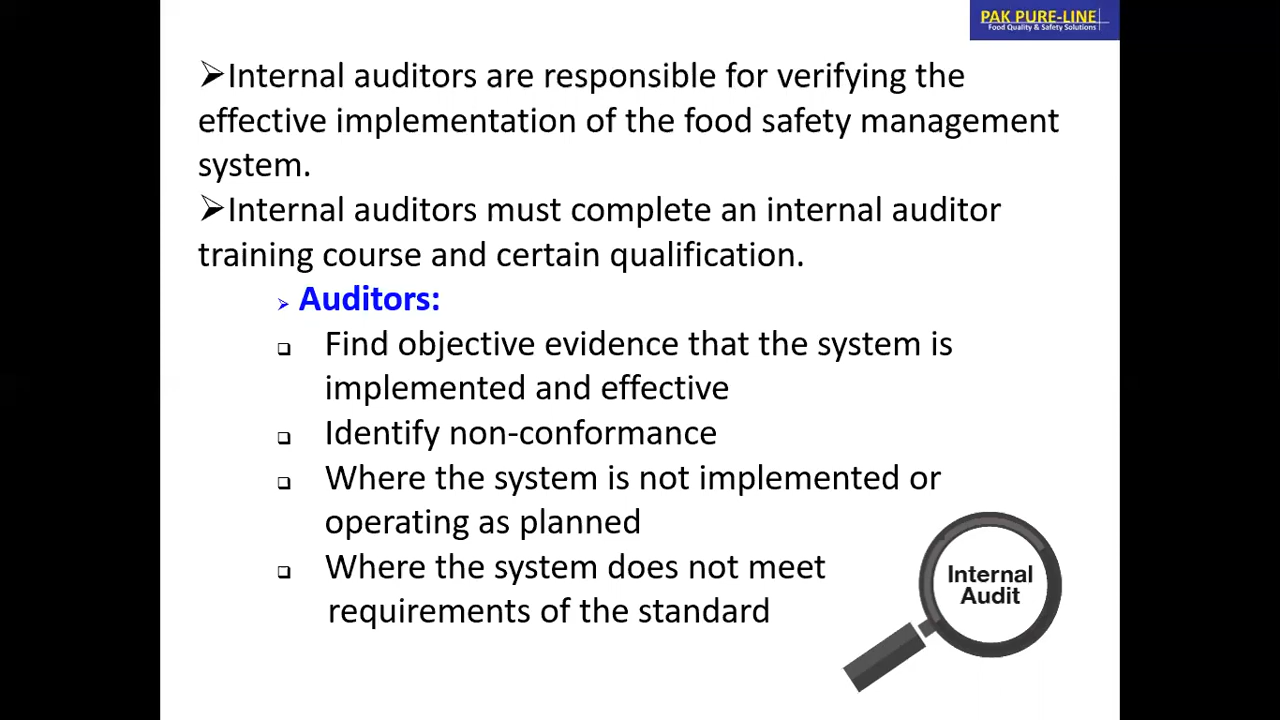 PAK PURE-LINE
Food Quality & Safety Solutions
➢Internal auditors are responsible for verifying the
effective implementation of the food safety management
system.
➢Internal auditors must complete an internal auditor
training course and certain qualification.
➢ Auditors:
❑ Find objective evidence that the system is
implemented and effective
❑ Identify non-conformance
❑ Where the system is not implemented or
operating as planned
❑ Where the system does not meet
requirements of the standard
Internal
Audit